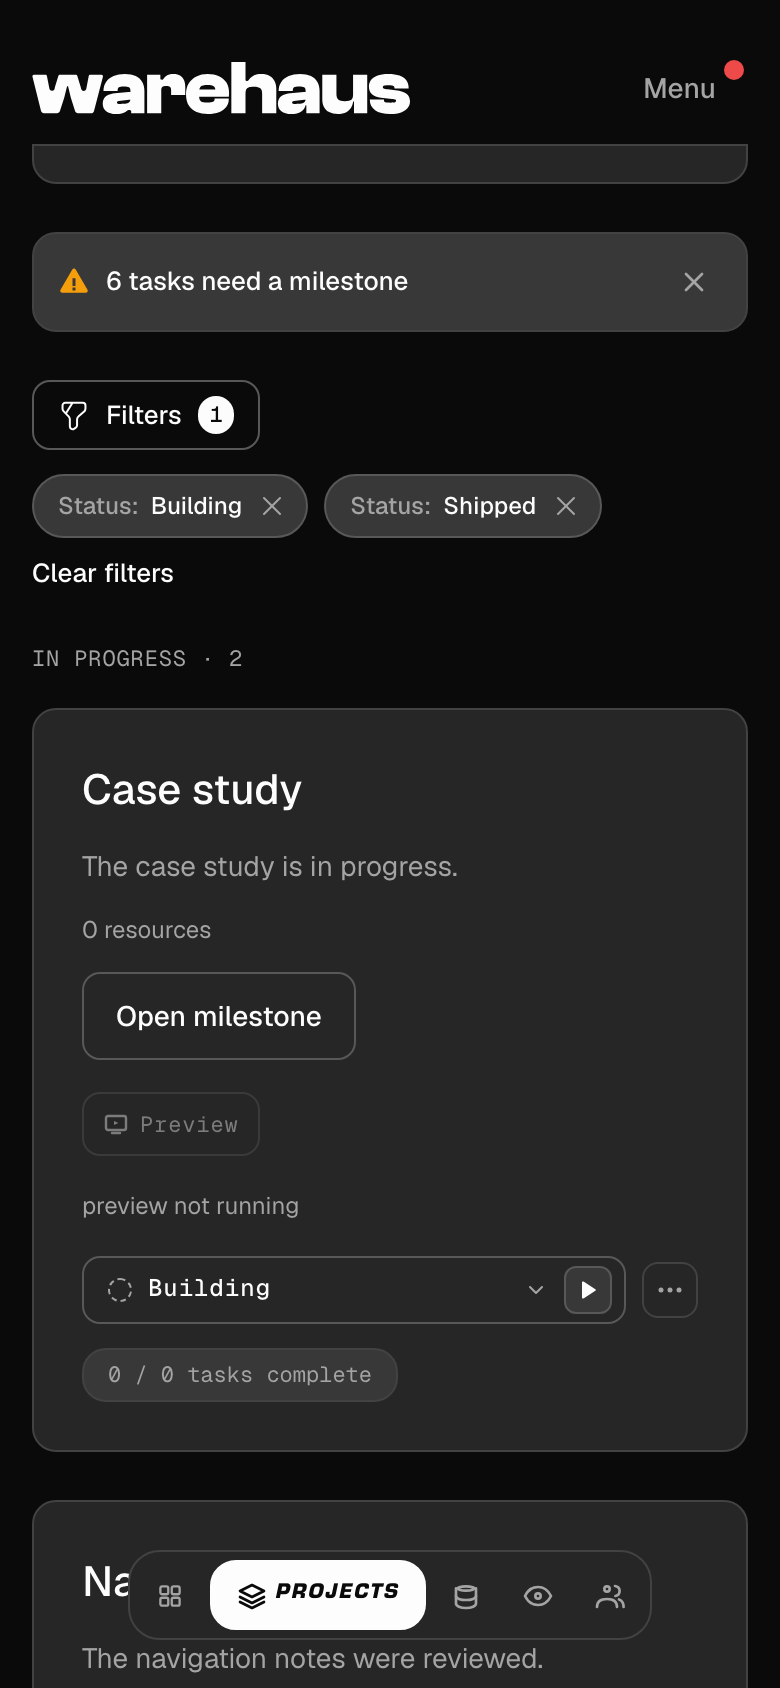 warehaus
Menu
6 tasks need a milestone
Filters 1
Status: Building
Status: Shipped
Clear filters
IN PROGRESS · 2
Case study
The case study is in progress.
0 resources
Open milestone
Preview
preview not running
Building
0 / 0 tasks complete
Na
PROJECTS
The navigation notes were reviewed.